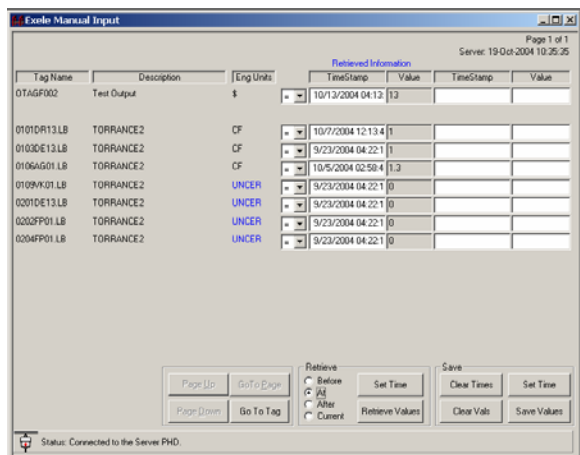 Exele Manual Input
Page 1 of 1
Server: 19-Oct-2004 10:35:35
Retrieved Information
Tag Name Description Eng Units TimeStamp Value TimeStamp Value
OTAGF002 Test Output $ = 10/13/2004 04:13: 13
0101DR13.LB TORRANCE2 CF = 10/7/2004 12:13:4 1
0103DE13.LB TORRANCE2 CF = 9/23/2004 04:22:1 1
0106AG01.LB TORRANCE2 CF = 10/5/2004 02:58:4 1.3
0109VK01.LB TORRANCE2 UNCER = 9/23/2004 04:22:1 0
0201DE13.LB TORRANCE2 UNCER = 9/23/2004 04:22:1 0
0202FP01.LB TORRANCE2 UNCER = 9/23/2004 04:22:1 0
0204FP01.LB TORRANCE2 UNCER = 9/23/2004 04:22:1 0
Retrieve Save
Page Up GoTo Page Before Set Time Clear Times Set Time
At
Page Down Go To Tag After Retrieve Values Clear Vals Save Values
Current
Status: Connected to the Server PHD.